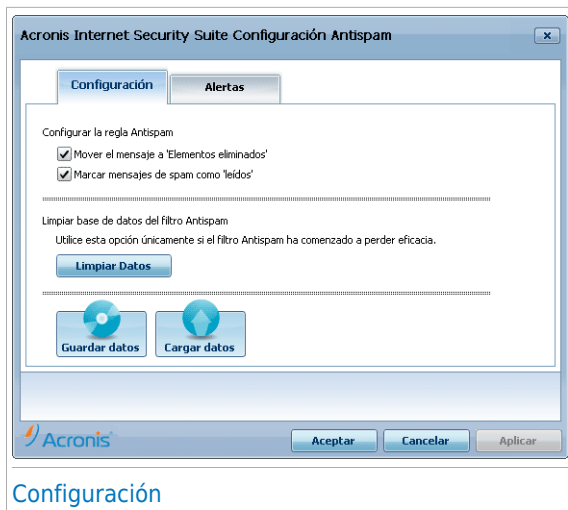 Acronis Internet Security Suite Configuración Antispam
Configuración
Alertas
Configurar la regla Antispam
Mover el mensaje a 'Elementos eliminados'
Marcar mensajes de spam como 'leídos'
Limpiar base de datos del filtro Antispam
Utilice esta opción únicamente si el filtro Antispam ha comenzado a perder eficacia.
Limpiar Datos
Guardar datos
Cargar datos
Acronis
Aceptar
Cancelar
Aplicar
Configuración